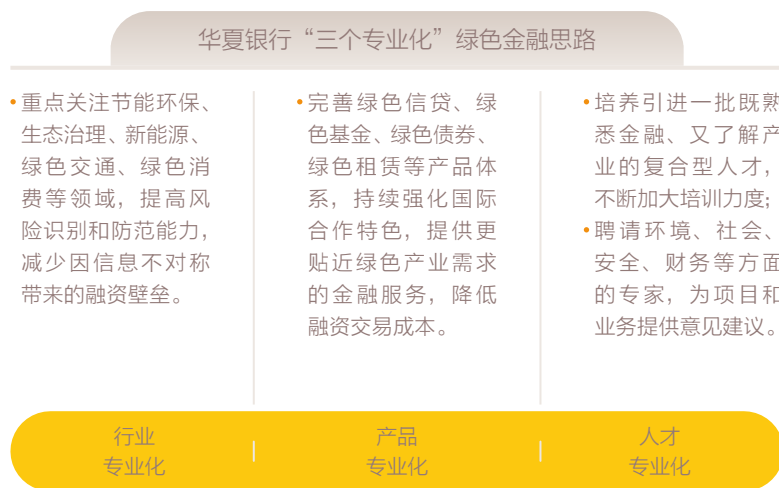 华夏银行“三个专业化”绿色金融思路
•重点关注节能环保、
生态治理、新能源、
绿色交通、绿色消
费等领域，提高风
险识别和防范能力，
减少因信息不对称
带来的融资壁垒。
•完善绿色信贷、绿
色基金、绿色债券、
绿色租赁等产品体
系，持续强化国际
合作特色，提供更
贴近绿色产业需求
的金融服务，降低
融资交易成本。
•培养引进一批既熟
悉金融、又了解产
业的复合型人才，
不断加大培训力度；
•聘请环境、社会、
安全、财务等方面
的专家，为项目和
业务提供意见建议。
行业
专业化
产品
专业化
人才
专业化